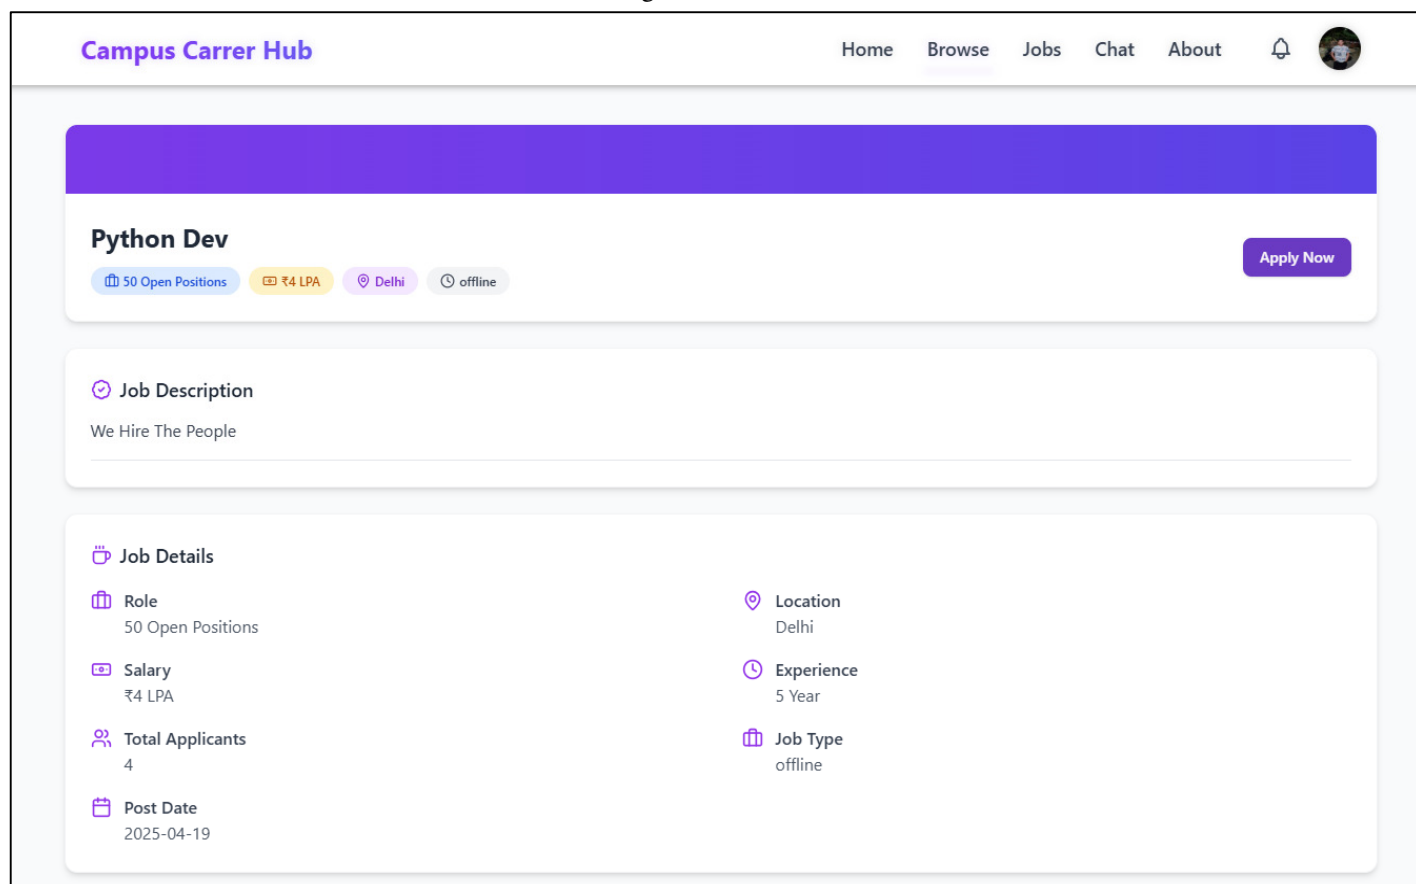 Campus Carrer Hub
Home Browse Jobs Chat About
Python Dev
50 Open Positions ₹4 LPA Delhi offline
Apply Now
Job Description
We Hire The People
Job Details
Role
50 Open Positions
Location
Delhi
Salary
₹4 LPA
Experience
5 Year
Total Applicants
4
Job Type
offline
Post Date
2025-04-19